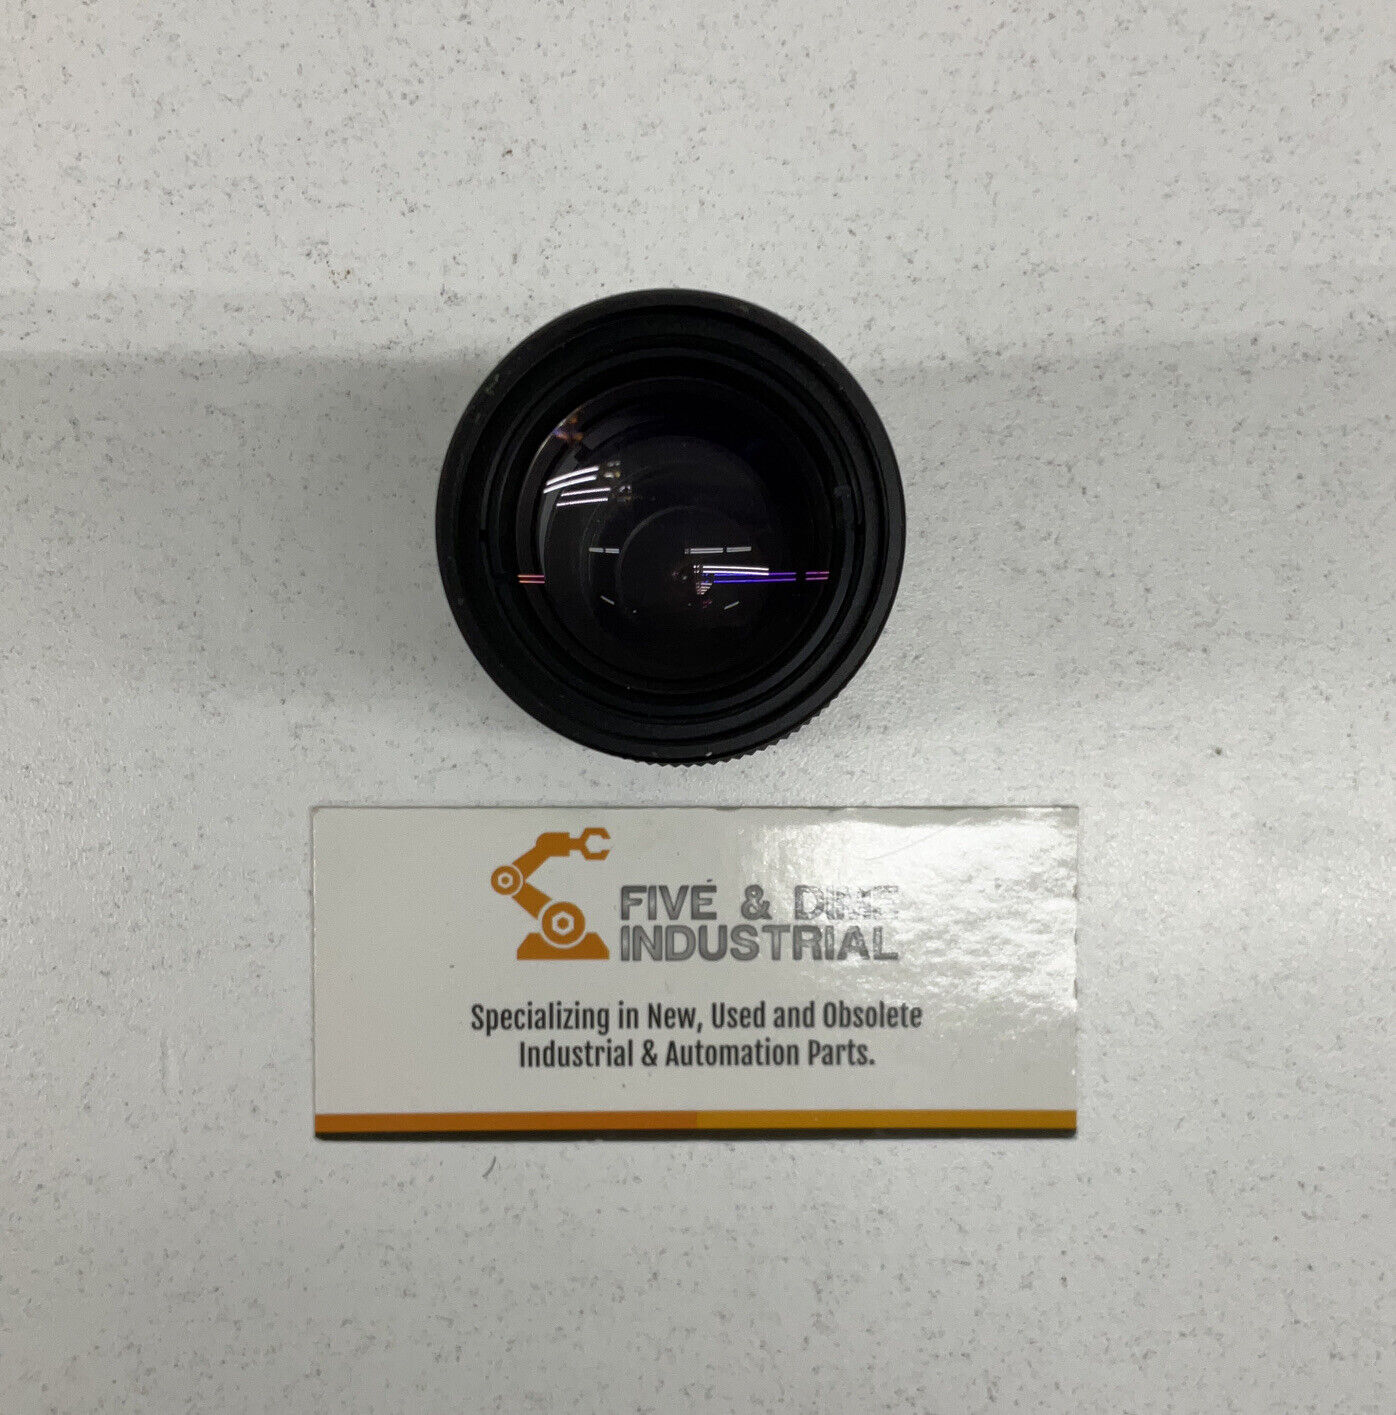 FIVE & DIME
INDUSTRIAL
Specializing in New, Used and Obsolete
Industrial & Automation Parts.